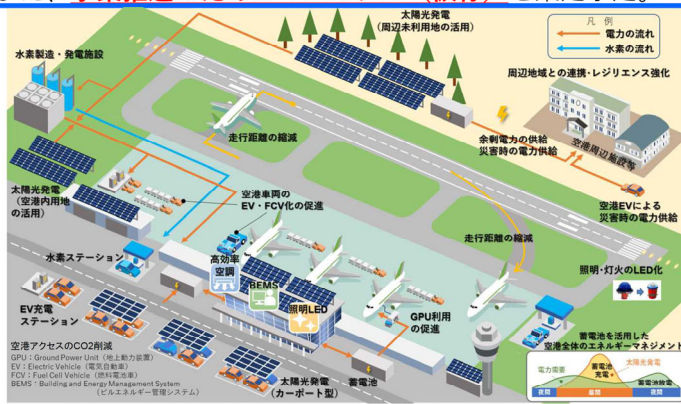 太陽光発電
(周辺未利用地の活用)
凡 例
電力の流れ
水素の流れ
水素製造・発電施設
周辺地域との連携・レジリエンス強化
走行距離の縮減
余剰電力の供給
災害時の電力供給
空港周辺施設等
太陽光発電
(空港内用地
の活用)
空港車両の
EV・FCV化の促進
空港EVによる
災害時の電力供給
走行距離の縮減
水素ステーション
高効率
空調
照明・灯火のLED化
BEMS
照明LED
EV充電
ステーション
GPU利用
の促進
空港アクセスのCO2削減
GPU:Ground Power Unit(地上動力装置)
EV:Electric Vehicle(電気自動車)
FCV:Fuel Cell Vehicle(燃料電池車)
BEMS:Building and Energy Management System
(ビルエネルギー管理システム)
太陽光発電
(カーポート型)
蓄電池
蓄電池を活用した
空港全体のエネルギーマネジメント
電力需要
蓄電池
充電
太陽光発電
蓄電池放電
夜間
昼間
夜間